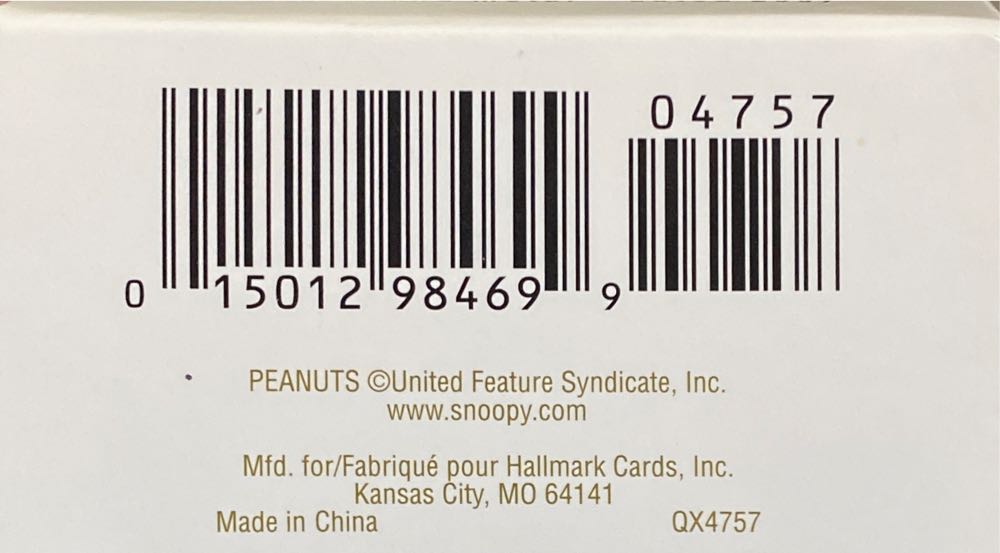 04757
0 15012 98469 9
PEANUTS ©United Feature Syndicate, Inc.
www.snoopy.com
Mfd. for/Fabriqué pour Hallmark Cards, Inc.
Kansas City, MO 64141
Made in China QX4757